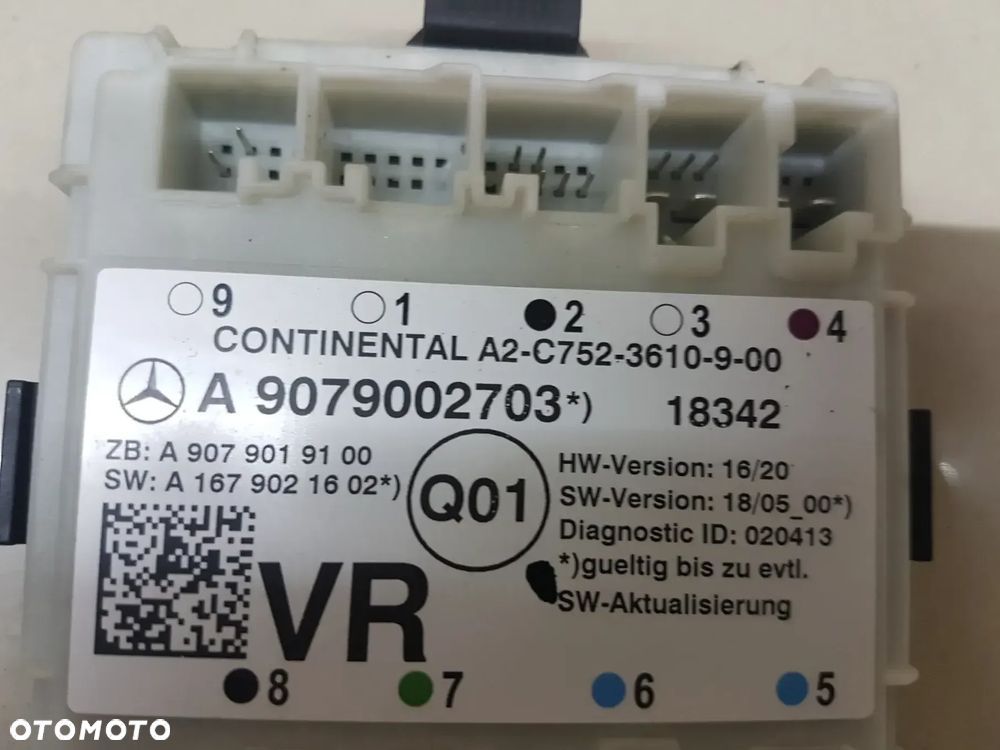 9 1 2 3 4
CONTINENTAL A2-C752-3610-9-00
A 9079002703*) 18342
ZB: A 907 901 91 00
SW: A 167 902 16 02*)
Q01
HW-Version: 16/20
SW-Version: 18/05_00*)
Diagnostic ID: 020413
*)gueltig bis zu evtl.
SW-Aktualisierung
VR
8 7 6 5
OTOMOTO